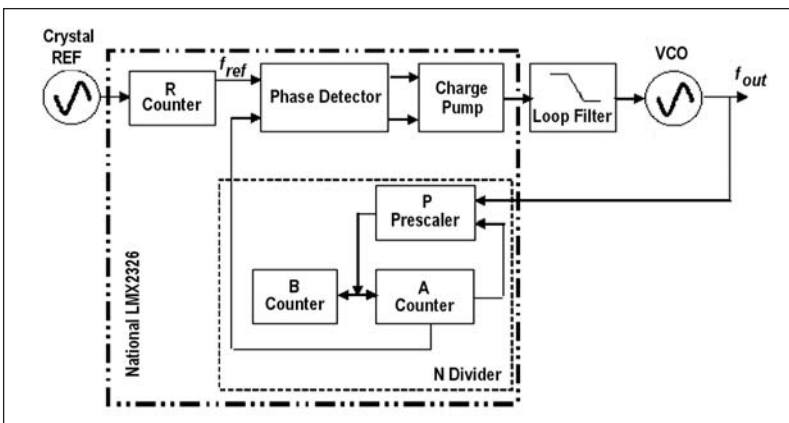 Crystal
REF
VCO
f ref
f out
R
Counter
Phase Detector
Charge
Pump
Loop Filter
P
Prescaler
B
Counter
A
Counter
N Divider
National LMX2326